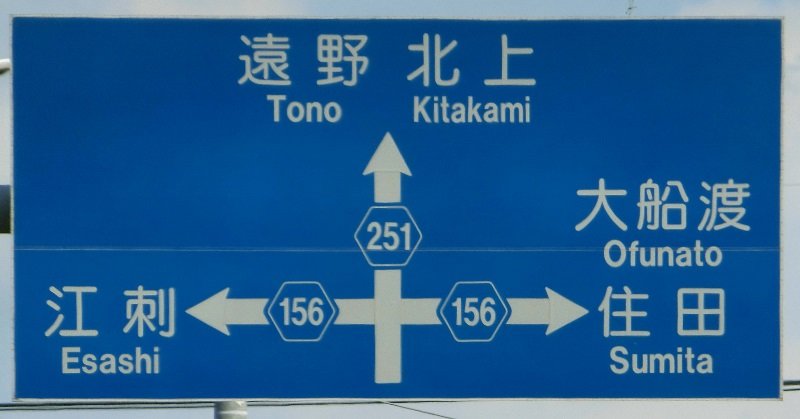 遠野 北上
Tono Kitakami
251
大船渡
Ofunato
江刺 156 156 住田
Esashi Sumita